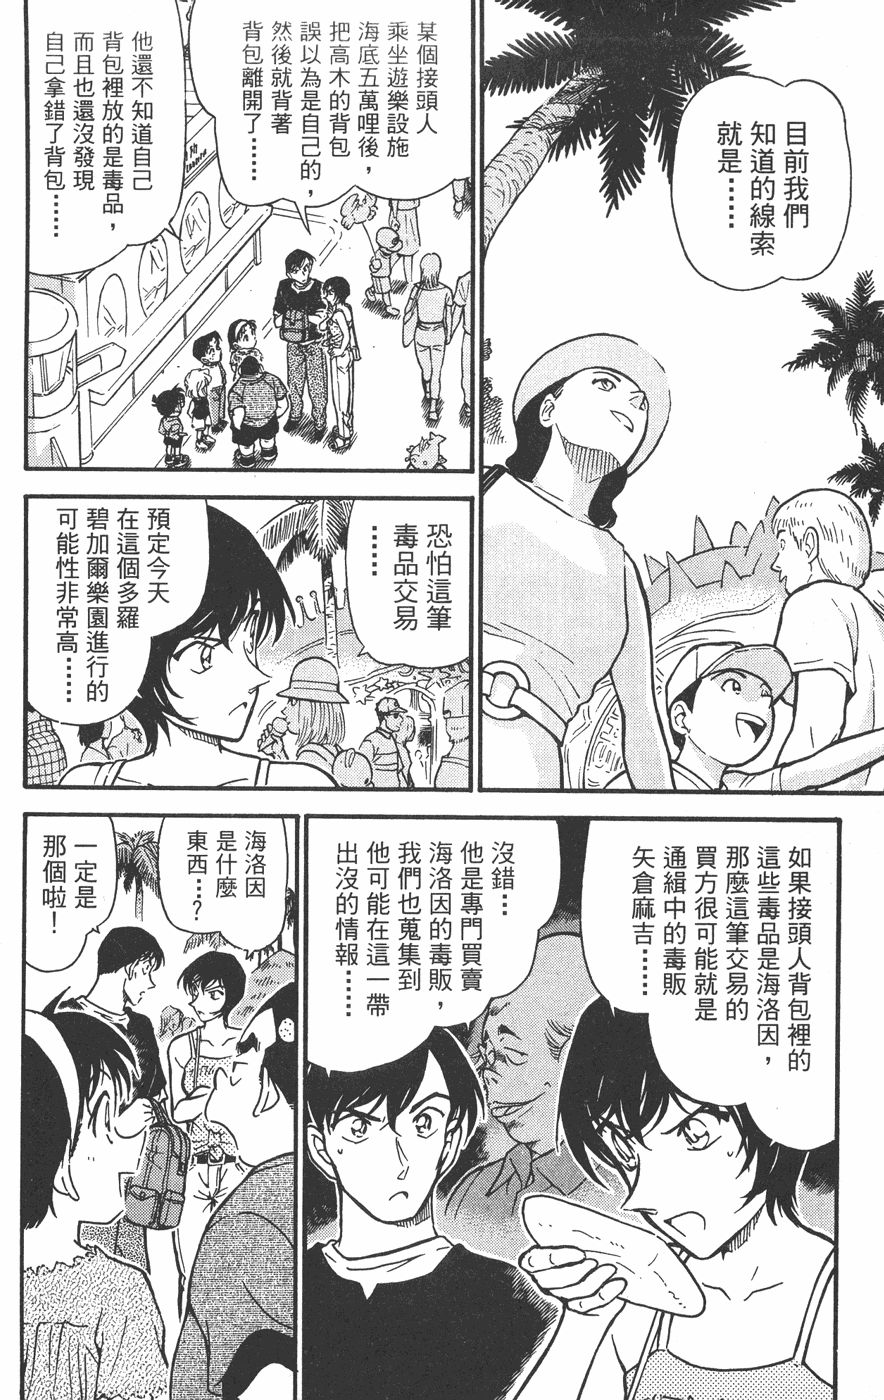 目前我們
知道的線索
就是……
某個接頭人
乘坐遊樂設施
海底五萬哩後，
把高木的背包
誤以為是自己的，
然後就背著
背包離開了……
他還不知道自己
背包裡放的是毒品，
而且也還沒發現
自己拿錯了背包……
恐怕這筆
毒品交易
……
預定今天
在這個多羅
碧加爾樂園進行的
可能性非常高……
如果接頭人背包裡的
這些毒品是海洛因，
那麼這筆交易的
買方很可能就是
通緝中的毒販
矢倉麻吉……
沒錯…
他是專門買賣
海洛因的毒販，
我們也蒐集到
他可能在這一帶
出沒的情報……
海洛因
是什麼
東西…？
一定是
那個啦！